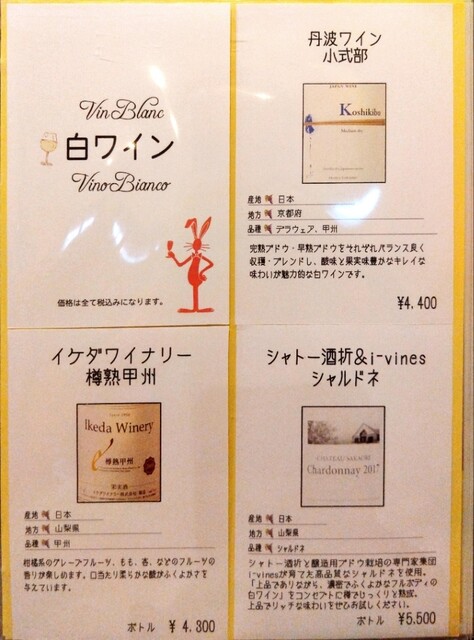 Vin Blanc
白ワイン
Vino Bianco
価格は全て税込みになります。
丹波ワイン
小式部
JAPAN WINE
Koshikibu
産地 日本
地方 京都府
品種 デラウェア、甲州
完熟ブドウ・早熟ブドウをそれぞれバランス良く
収穫・ブレンドし、酸味と果実味豊かなキレイな
味わいが魅力的な白ワインです。
¥4,400
イケダワイナリー
樽熟甲州
Ikeda Winery
樽熟甲州
産地 日本
地方 山梨県
品種 甲州
柑橘系のグレープフルーツ、もも、杏、などのフルーツの
香りが楽しめます。口当たり柔らかな酸がふくよかさを
与えています。
ボトル ¥ 4,300
シャトー酒折&i-vines
シャルドネ
CHATEAU SAKAORI
Chardonnay 2017
産地 日本
地方 山梨県
品種 シャルドネ
シャトー酒折と醸造用ブドウ栽培の専門家集団
i-vinesが育てた高品質なシャルドネを使用。
「上品でありながら、濃密でふくよかなフルボディの
白ワイン」をコンセプトに樽でじっくりと熟成。
上品でリッチな味わいをぜひお試しください。
ボトル ¥5,500